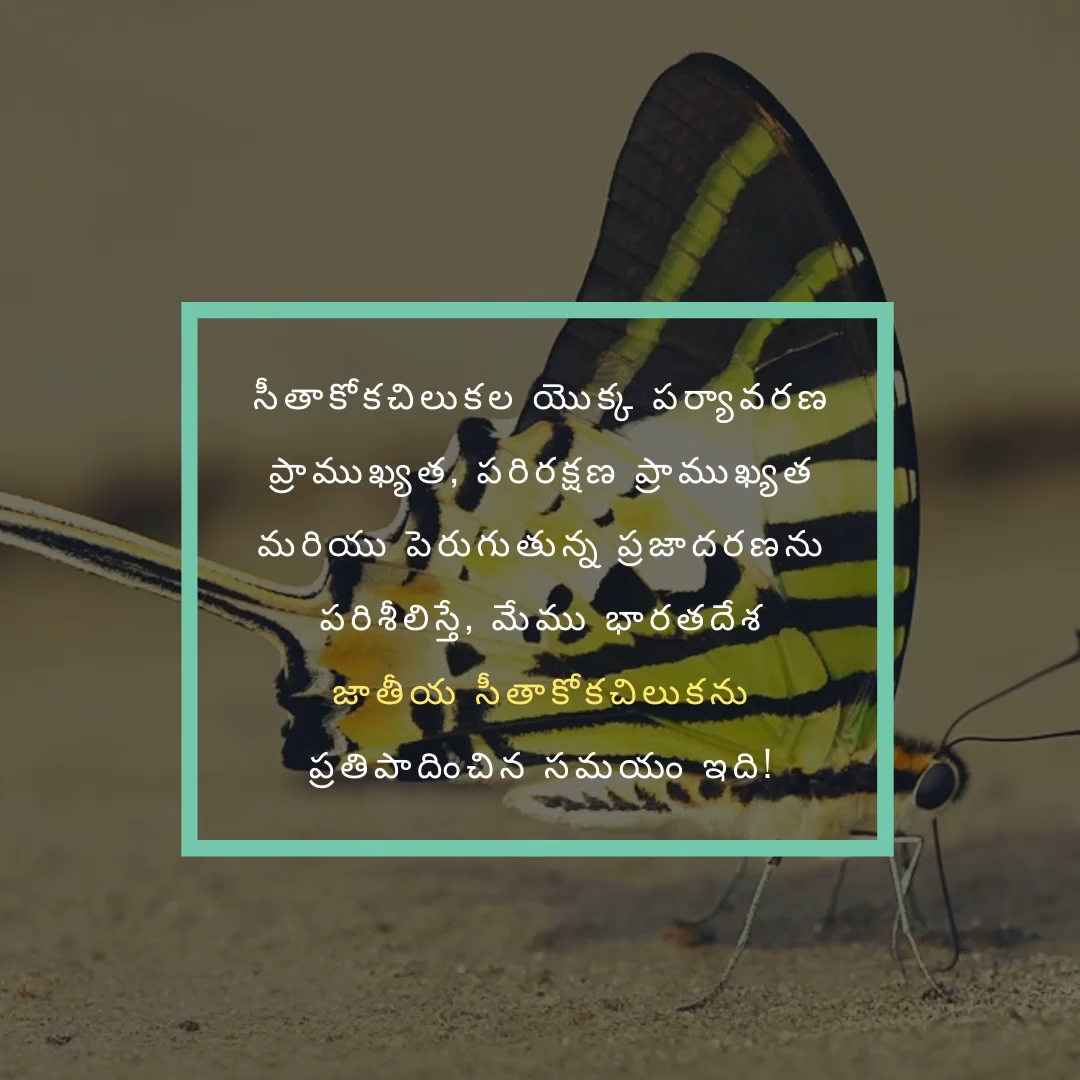 సీతాకోకచిలుకల యొక్క పర్యావరణ
ప్రాముఖ్యత, పరిరక్షణ ప్రాముఖ్యత
మరియు పెరుగుతున్న ప్రజాదరణను
పరిశీలిస్తే, మేము భారతదేశ
జాతీయ సీతాకోకచిలుకను
ప్రతిపాదించిన సమయం ఇది!